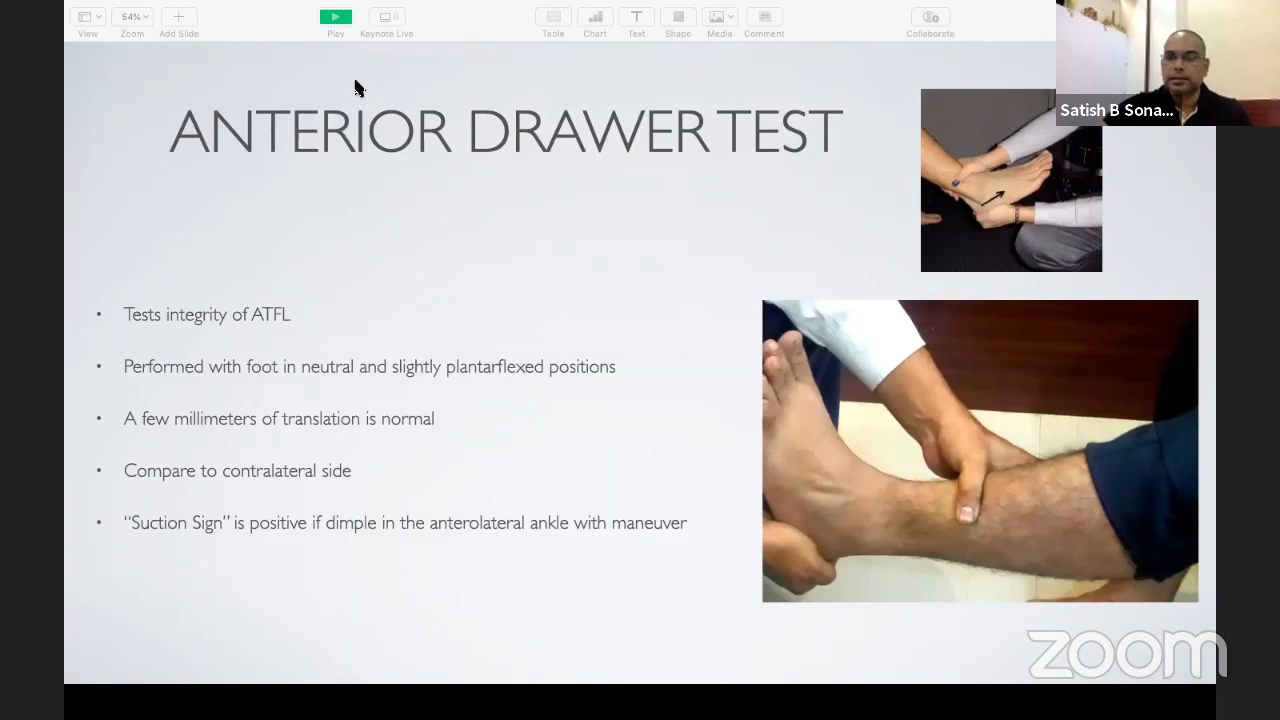 54%
View
Zoom
Add Slide
Play
Keynote Live
Table
Chart
Text
Shape
Media
Comment
Collaborate
Satish B Sona...
ANTERIOR DRAWER TEST
• Tests integrity of ATFL
• Performed with foot in neutral and slightly plantarflexed positions
• A few millimeters of translation is normal
• Compare to contralateral side
• “Suction Sign” is positive if dimple in the anterolateral ankle with maneuver
zoom